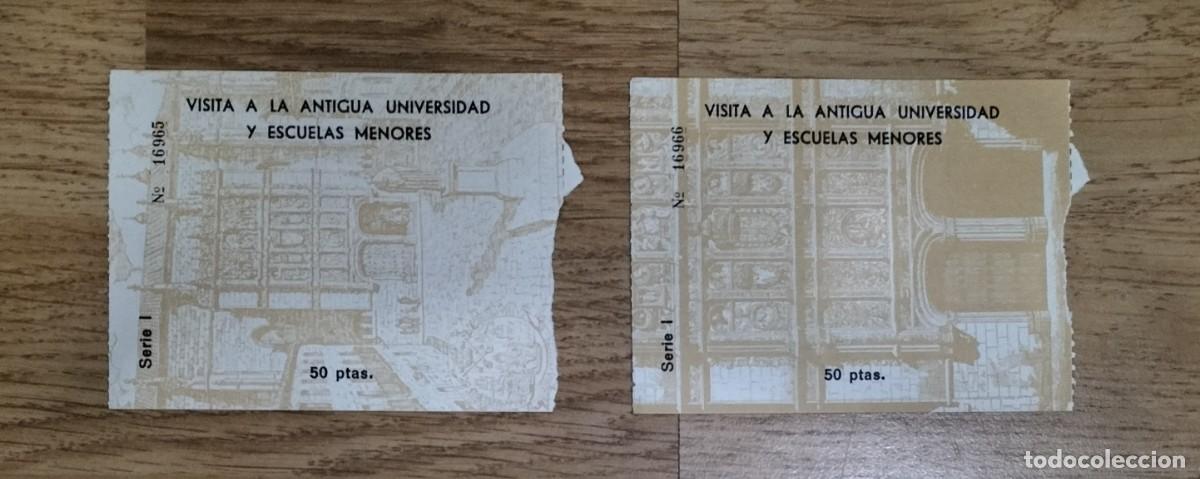 VISITA A LA ANTIGUA UNIVERSIDAD
Y ESCUELAS MENORES
Nº 16965
Serie I
50 ptas.
VISITA A LA ANTIGUA UNIVERSIDAD
Y ESCUELAS MENORES
Nº 16966
Serie I
50 ptas.
todocoleccion